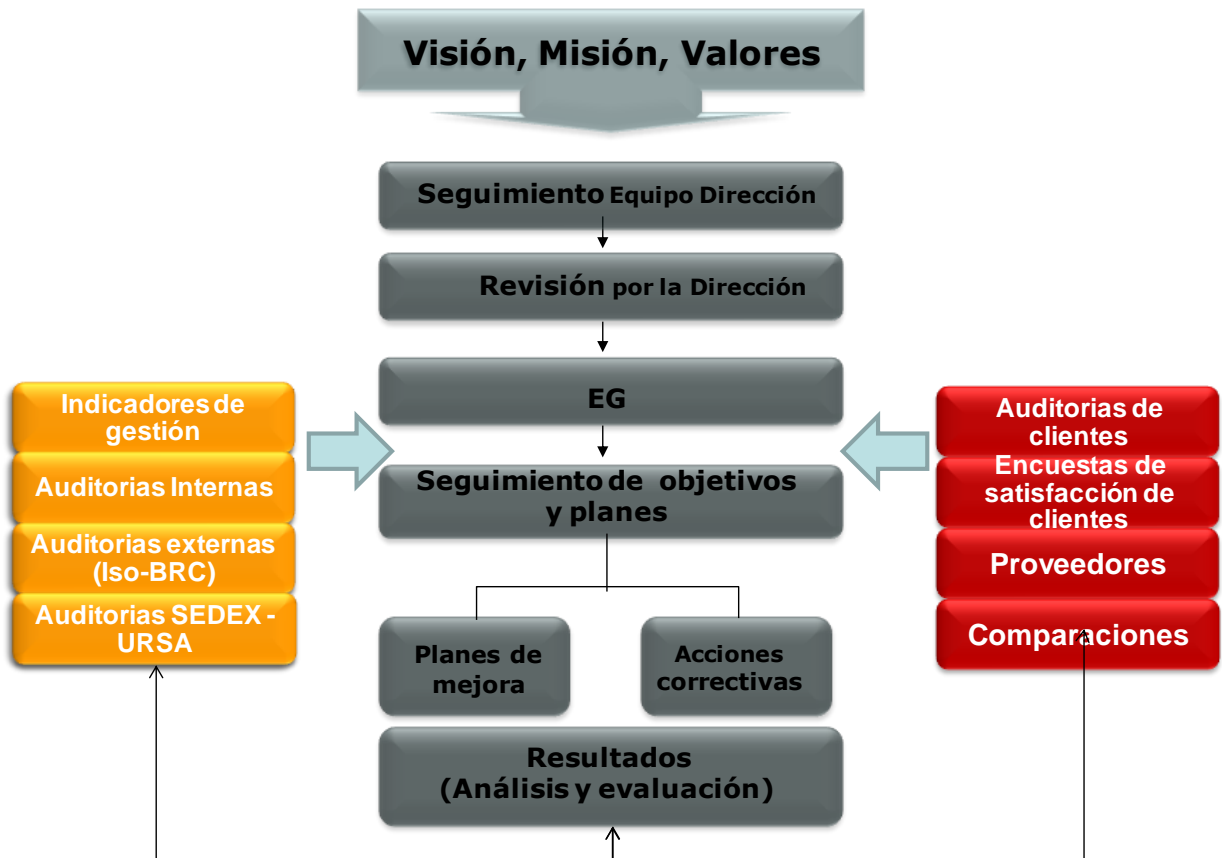 Visión, Misión, Valores
Seguimiento Equipo Dirección
Revisión por la Dirección
EG
Seguimiento de objetivos
y planes
Planes de
mejora
Acciones
correctivas
Resultados
(Análisis y evaluación)
Indicadores de
gestión
Auditorias Internas
Auditorias externas
(Iso-BRC)
Auditorias SEDEX -
URSA
Auditorias de
clientes
Encuestas de
satisfacción de
clientes
Proveedores
Comparaciones